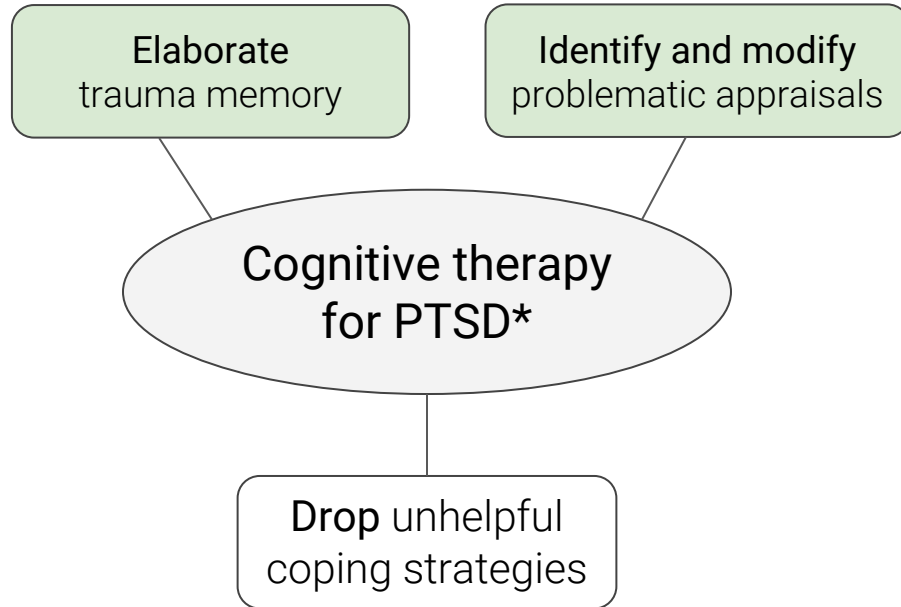 Elaborate
trauma memory
Identify and modify
problematic appraisals
Cognitive therapy
for PTSD*
Drop unhelpful
coping strategies